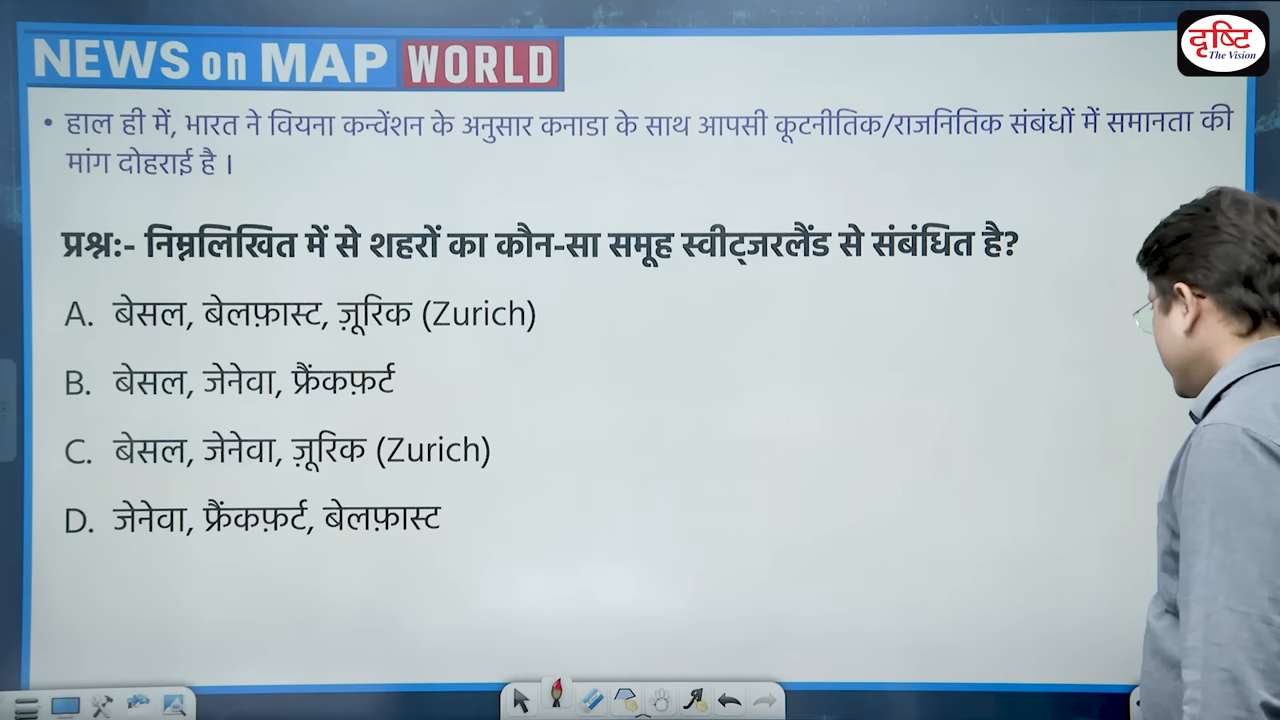 NEWS on MAP WORLD
दृष्टि
The Vision
• हाल ही में, भारत ने वियना कन्वेंशन के अनुसार कनाडा के साथ आपसी कूटनीतिक/राजनितिक संबंधों में समानता की
मांग दोहराई है ।
प्रश्न:- निम्नलिखित में से शहरों का कौन-सा समूह स्वीट्जरलैंड से संबंधित है?
A. बेसल, बेलफ़ास्ट, ज़ूरिक (Zurich)
B. बेसल, जेनेवा, फ्रैंकफ़र्ट
C. बेसल, जेनेवा, ज़ूरिक (Zurich)
D. जेनेवा, फ्रैंकफ़र्ट, बेलफ़ास्ट